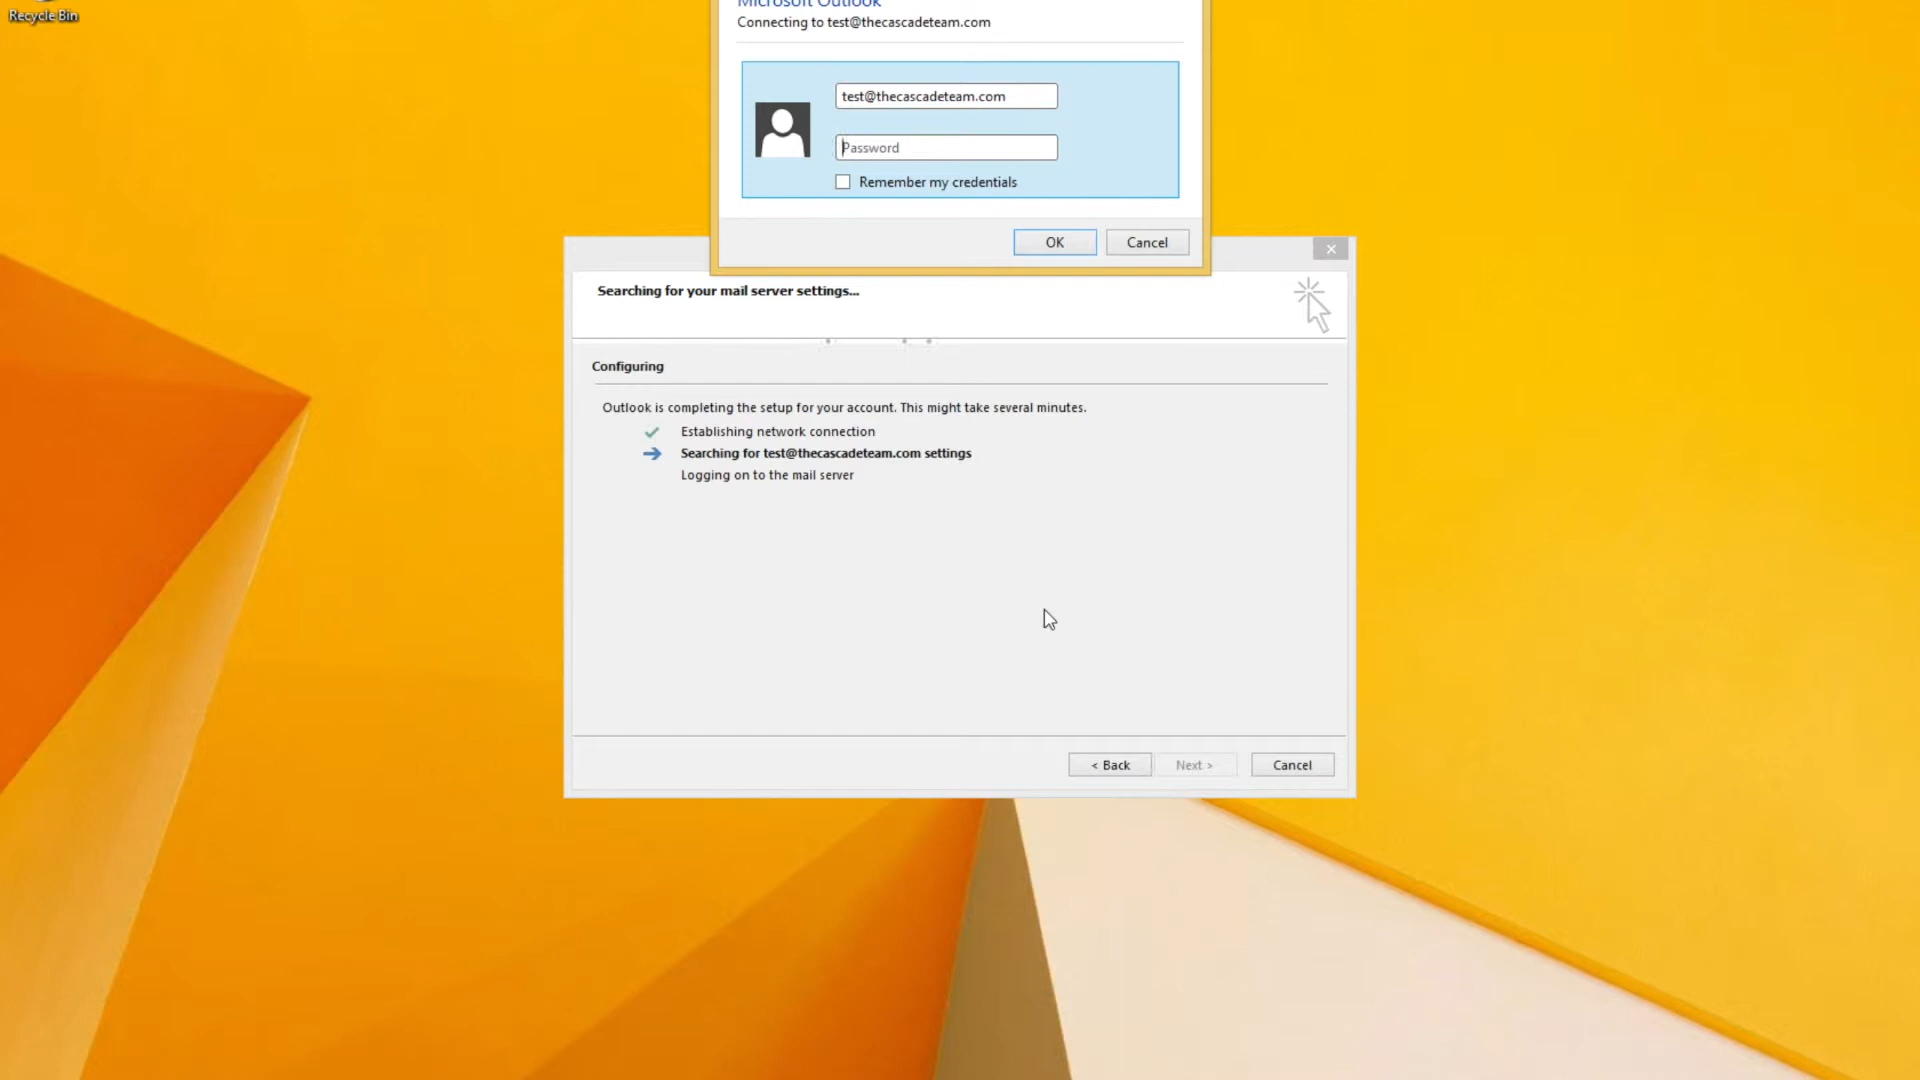 Recycle Bin
Microsoft Outlook
Connecting to test@thecascadeteam.com
test@thecascadeteam.com
Password
Remember my credentials
OK
Cancel
Searching for your mail server settings...
Configuring
Outlook is completing the setup for your account. This might take several minutes.
Establishing network connection
Searching for test@thecascadeteam.com settings
Logging on to the mail server
< Back
Next >
Cancel